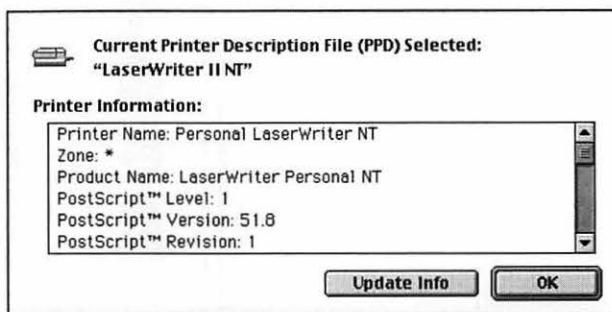 Current Printer Description File (PPD) Selected:
“LaserWriter II NT”
Printer Information:
Printer Name: Personal LaserWriter NT
Zone: *
Product Name: LaserWriter Personal NT
PostScript™ Level: 1
PostScript™ Version: 51.8
PostScript™ Revision: 1
Update Info
OK